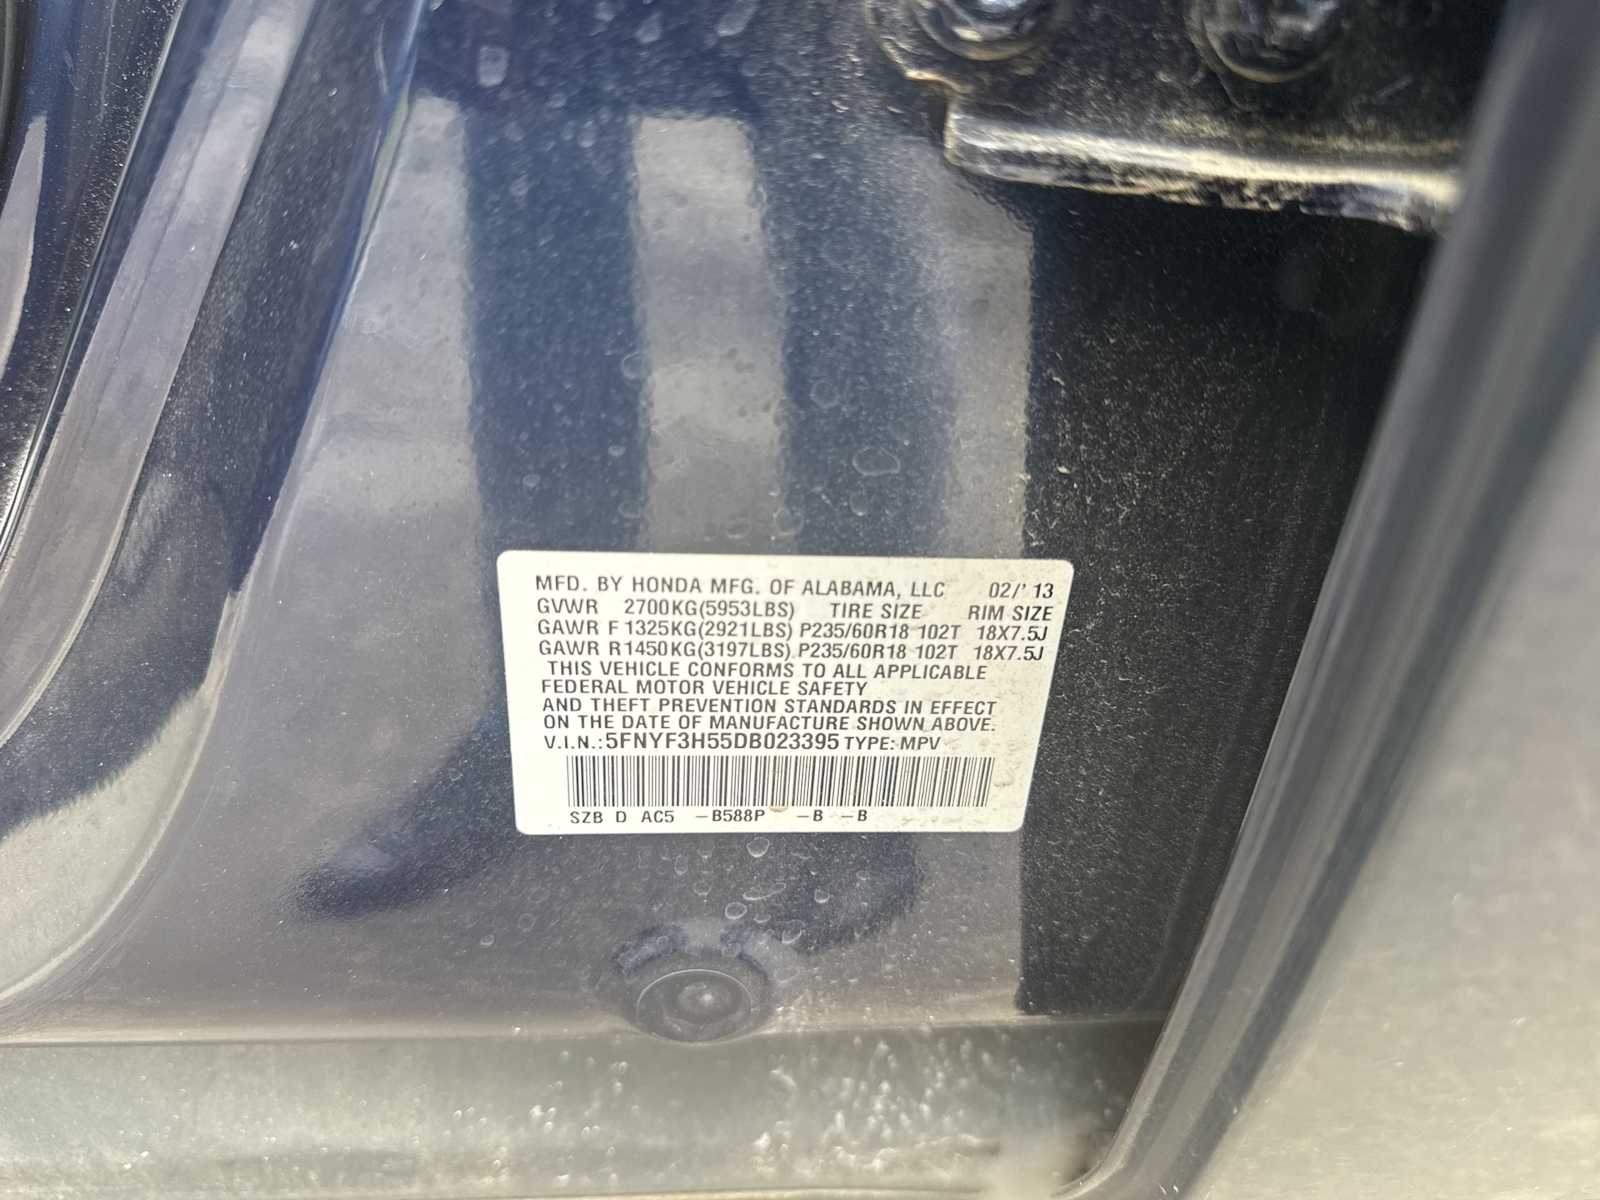 MFD. BY HONDA MFG. OF ALABAMA, LLC 02/' 13
GVWR 2700KG(5953LBS) TIRE SIZE RIM SIZE
GAWR F 1325KG(2921LBS) P235/60R18 102T 18X7.5J
GAWR R1450KG(3197LBS) P235/60R18 102T 18X7.5J
THIS VEHICLE CONFORMS TO ALL APPLICABLE
FEDERAL MOTOR VEHICLE SAFETY
AND THEFT PREVENTION STANDARDS IN EFFECT
ON THE DATE OF MANUFACTURE SHOWN ABOVE.
V.I.N.:5FNYF3H55DB023395 TYPE: MPV
SZB D AC5 -B588P -B -B